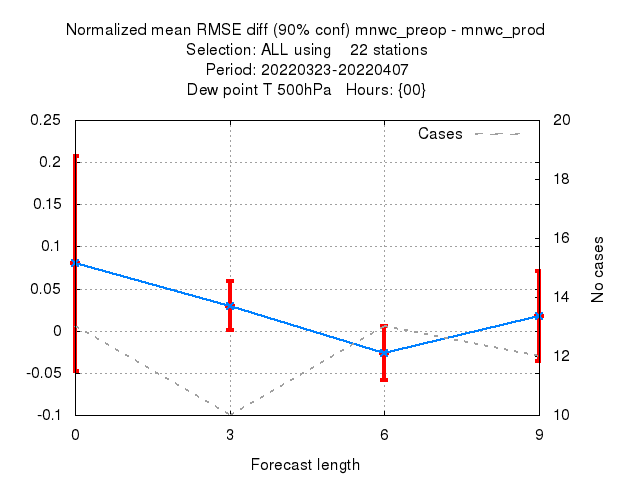 Normalized mean RMSE diff (90% conf) mnwc_preop - mnwc_prod
Selection: ALL using    22 stations
Period: 20220323-20220407
Dew point T 500hPa   Hours: {00}
Cases
0.25
0.2
0.15
0.1
0.05
0
-0.05
-0.1
20
18
16
14
12
10
No cases
0 3 6 9
Forecast length